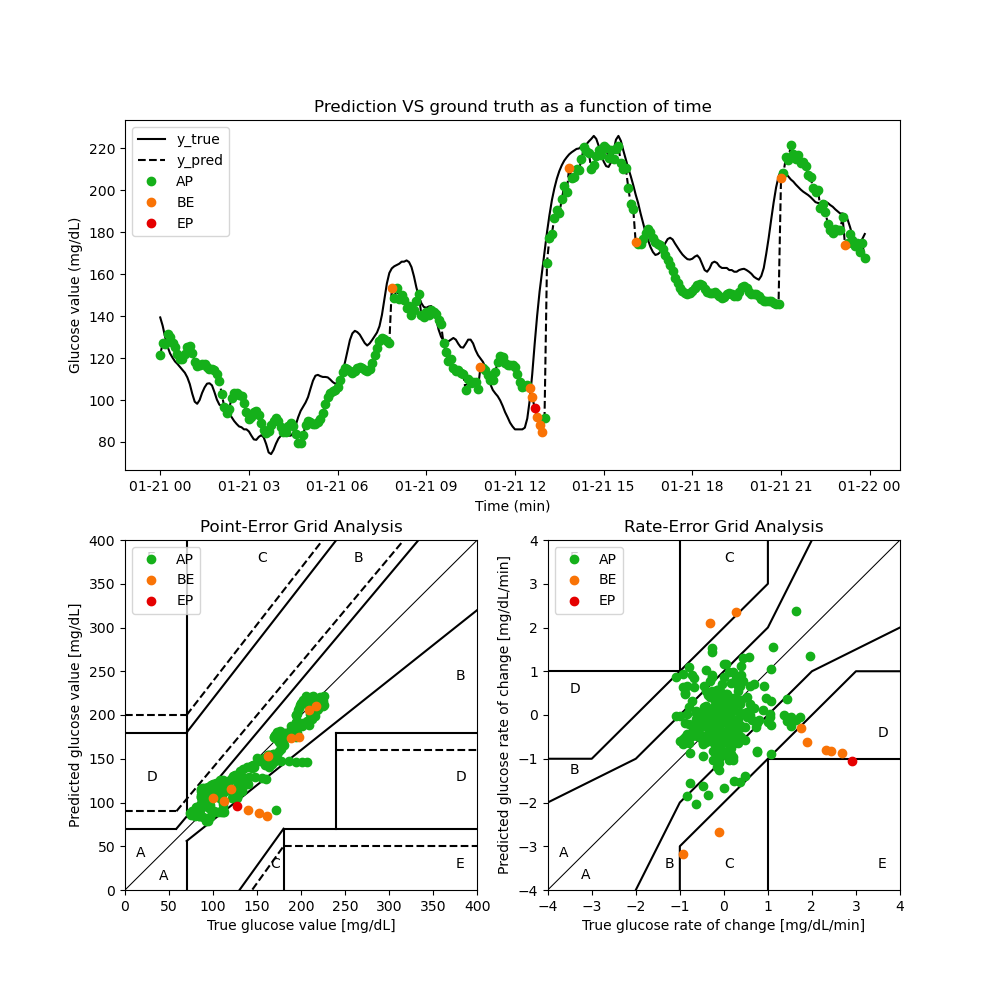 Prediction VS ground truth as a function of time
Glucose value (mg/dL)
220
200
180
160
140
120
100
80
y_true
y_pred
AP
BE
EP
01-21 00 01-21 03 01-21 06 01-21 09 01-21 12 01-21 15 01-21 18 01-21 21 01-22 00
Time (min)
Point-Error Grid Analysis
Predicted glucose value [mg/dL]
400
350
300
250
200
150
100
50
0
AP
BE
EP
C
B
B
D
D
A
A
C
E
0 50 100 150 200 250 300 350 400
True glucose value [mg/dL]
Rate-Error Grid Analysis
Predicted glucose rate of change [mg/dL/min]
4
3
2
1
0
−1
−2
−3
−4
AP
BE
EP
C
D
D
B
A
A
B
C
E
−4 −3 −2 −1 0 1 2 3 4
True glucose rate of change [mg/dL/min]